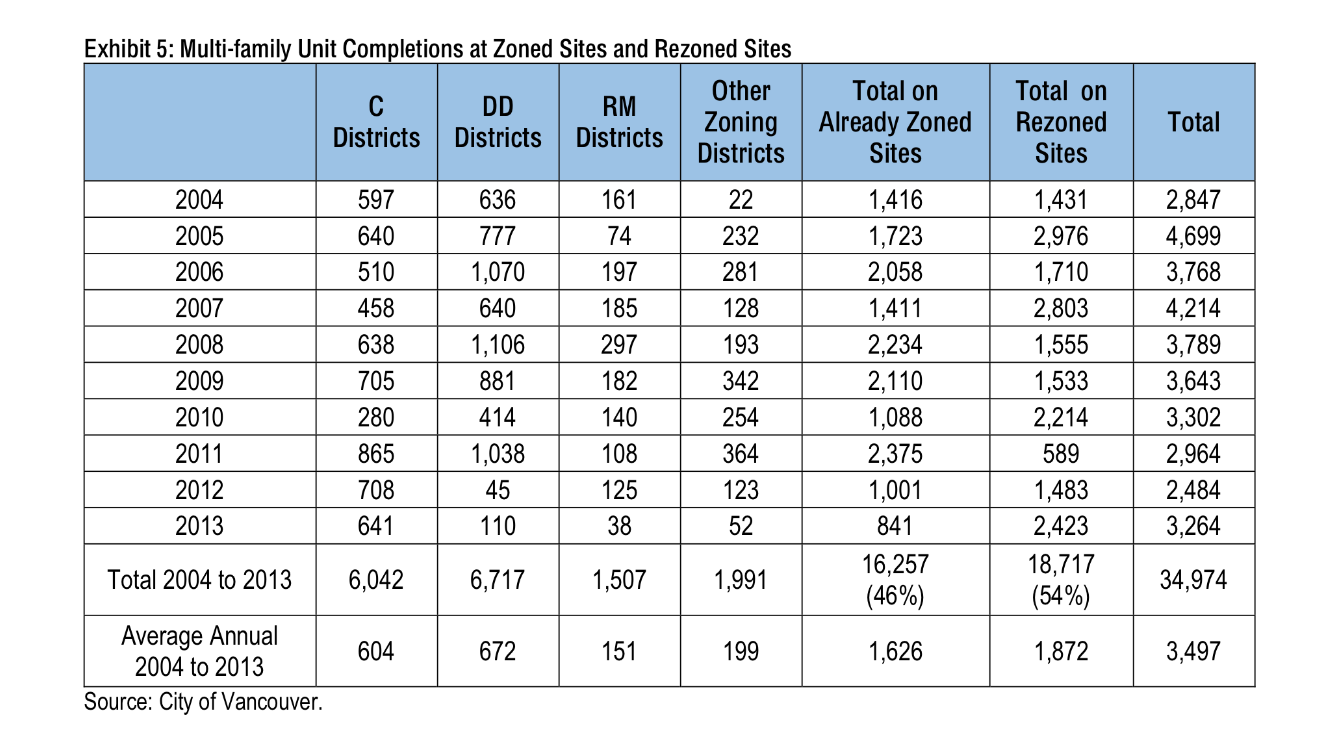 Exhibit 5: Multi-family Unit Completions at Zoned Sites and Rezoned Sites
C Districts DD Districts RM Districts Other Zoning Districts Total on Already Zoned Sites Total on Rezoned Sites Total
2004 597 636 161 22 1,416 1,431 2,847
2005 640 777 74 232 1,723 2,976 4,699
2006 510 1,070 197 281 2,058 1,710 3,768
2007 458 640 185 128 1,411 2,803 4,214
2008 638 1,106 297 193 2,234 1,555 3,789
2009 705 881 182 342 2,110 1,533 3,643
2010 280 414 140 254 1,088 2,214 3,302
2011 865 1,038 108 364 2,375 589 2,964
2012 708 45 125 123 1,001 1,483 2,484
2013 641 110 38 52 841 2,423 3,264
Total 2004 to 2013 6,042 6,717 1,507 1,991 16,257 (46%) 18,717 (54%) 34,974
Average Annual 2004 to 2013 604 672 151 199 1,626 1,872 3,497
Source: City of Vancouver.